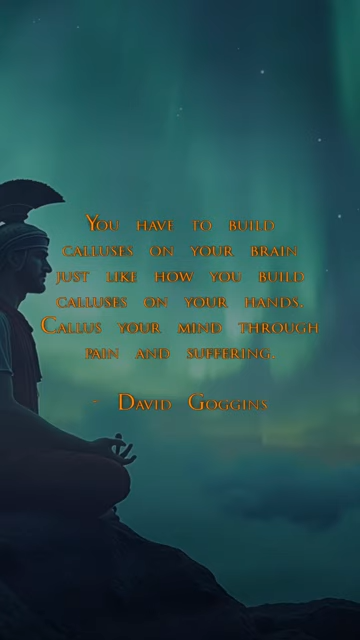 You have to build
calluses on your brain
just like how you build
calluses on your hands.
Callus your mind through
pain and suffering.
- David Goggins